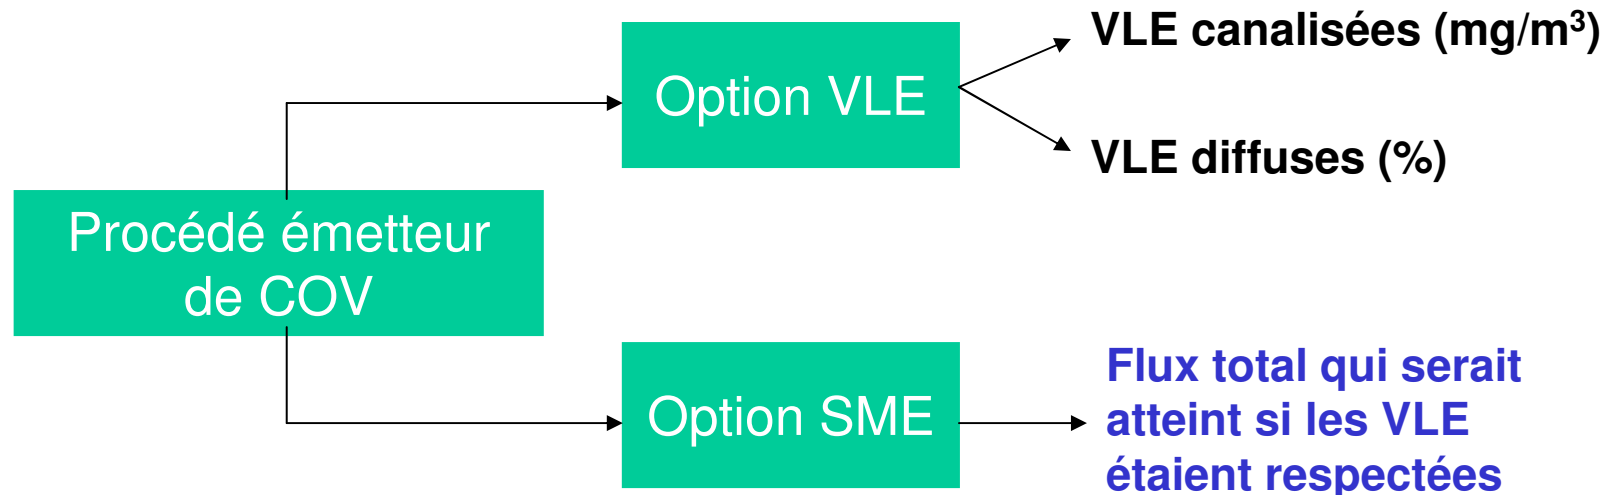 VLE canalisées (mg/m³)
Option VLE
VLE diffuses (%)
Procédé émetteur
de COV
Option SME
Flux total qui serait
atteint si les VLE
étaient respectées